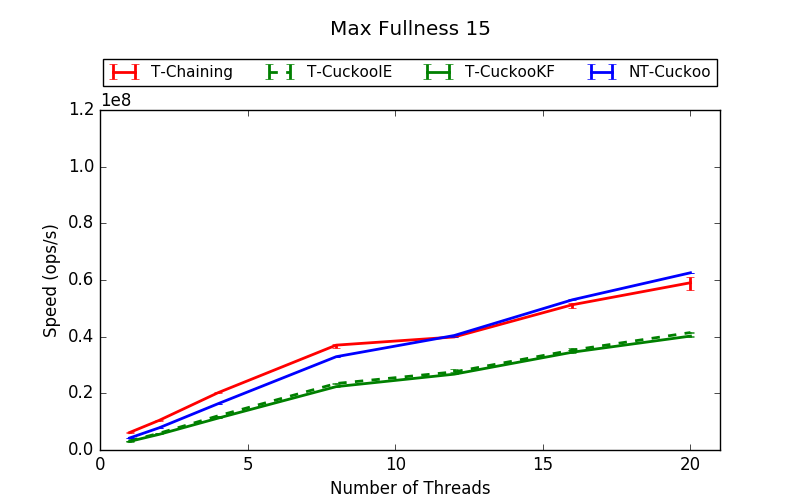 Max Fullness 15
T-Chaining T-CuckooIE T-CuckooKF NT-Cuckoo
1e8
1.2
1.0
0.8
0.6
0.4
0.2
0.0
Speed (ops/s)
0 5 10 15 20
Number of Threads